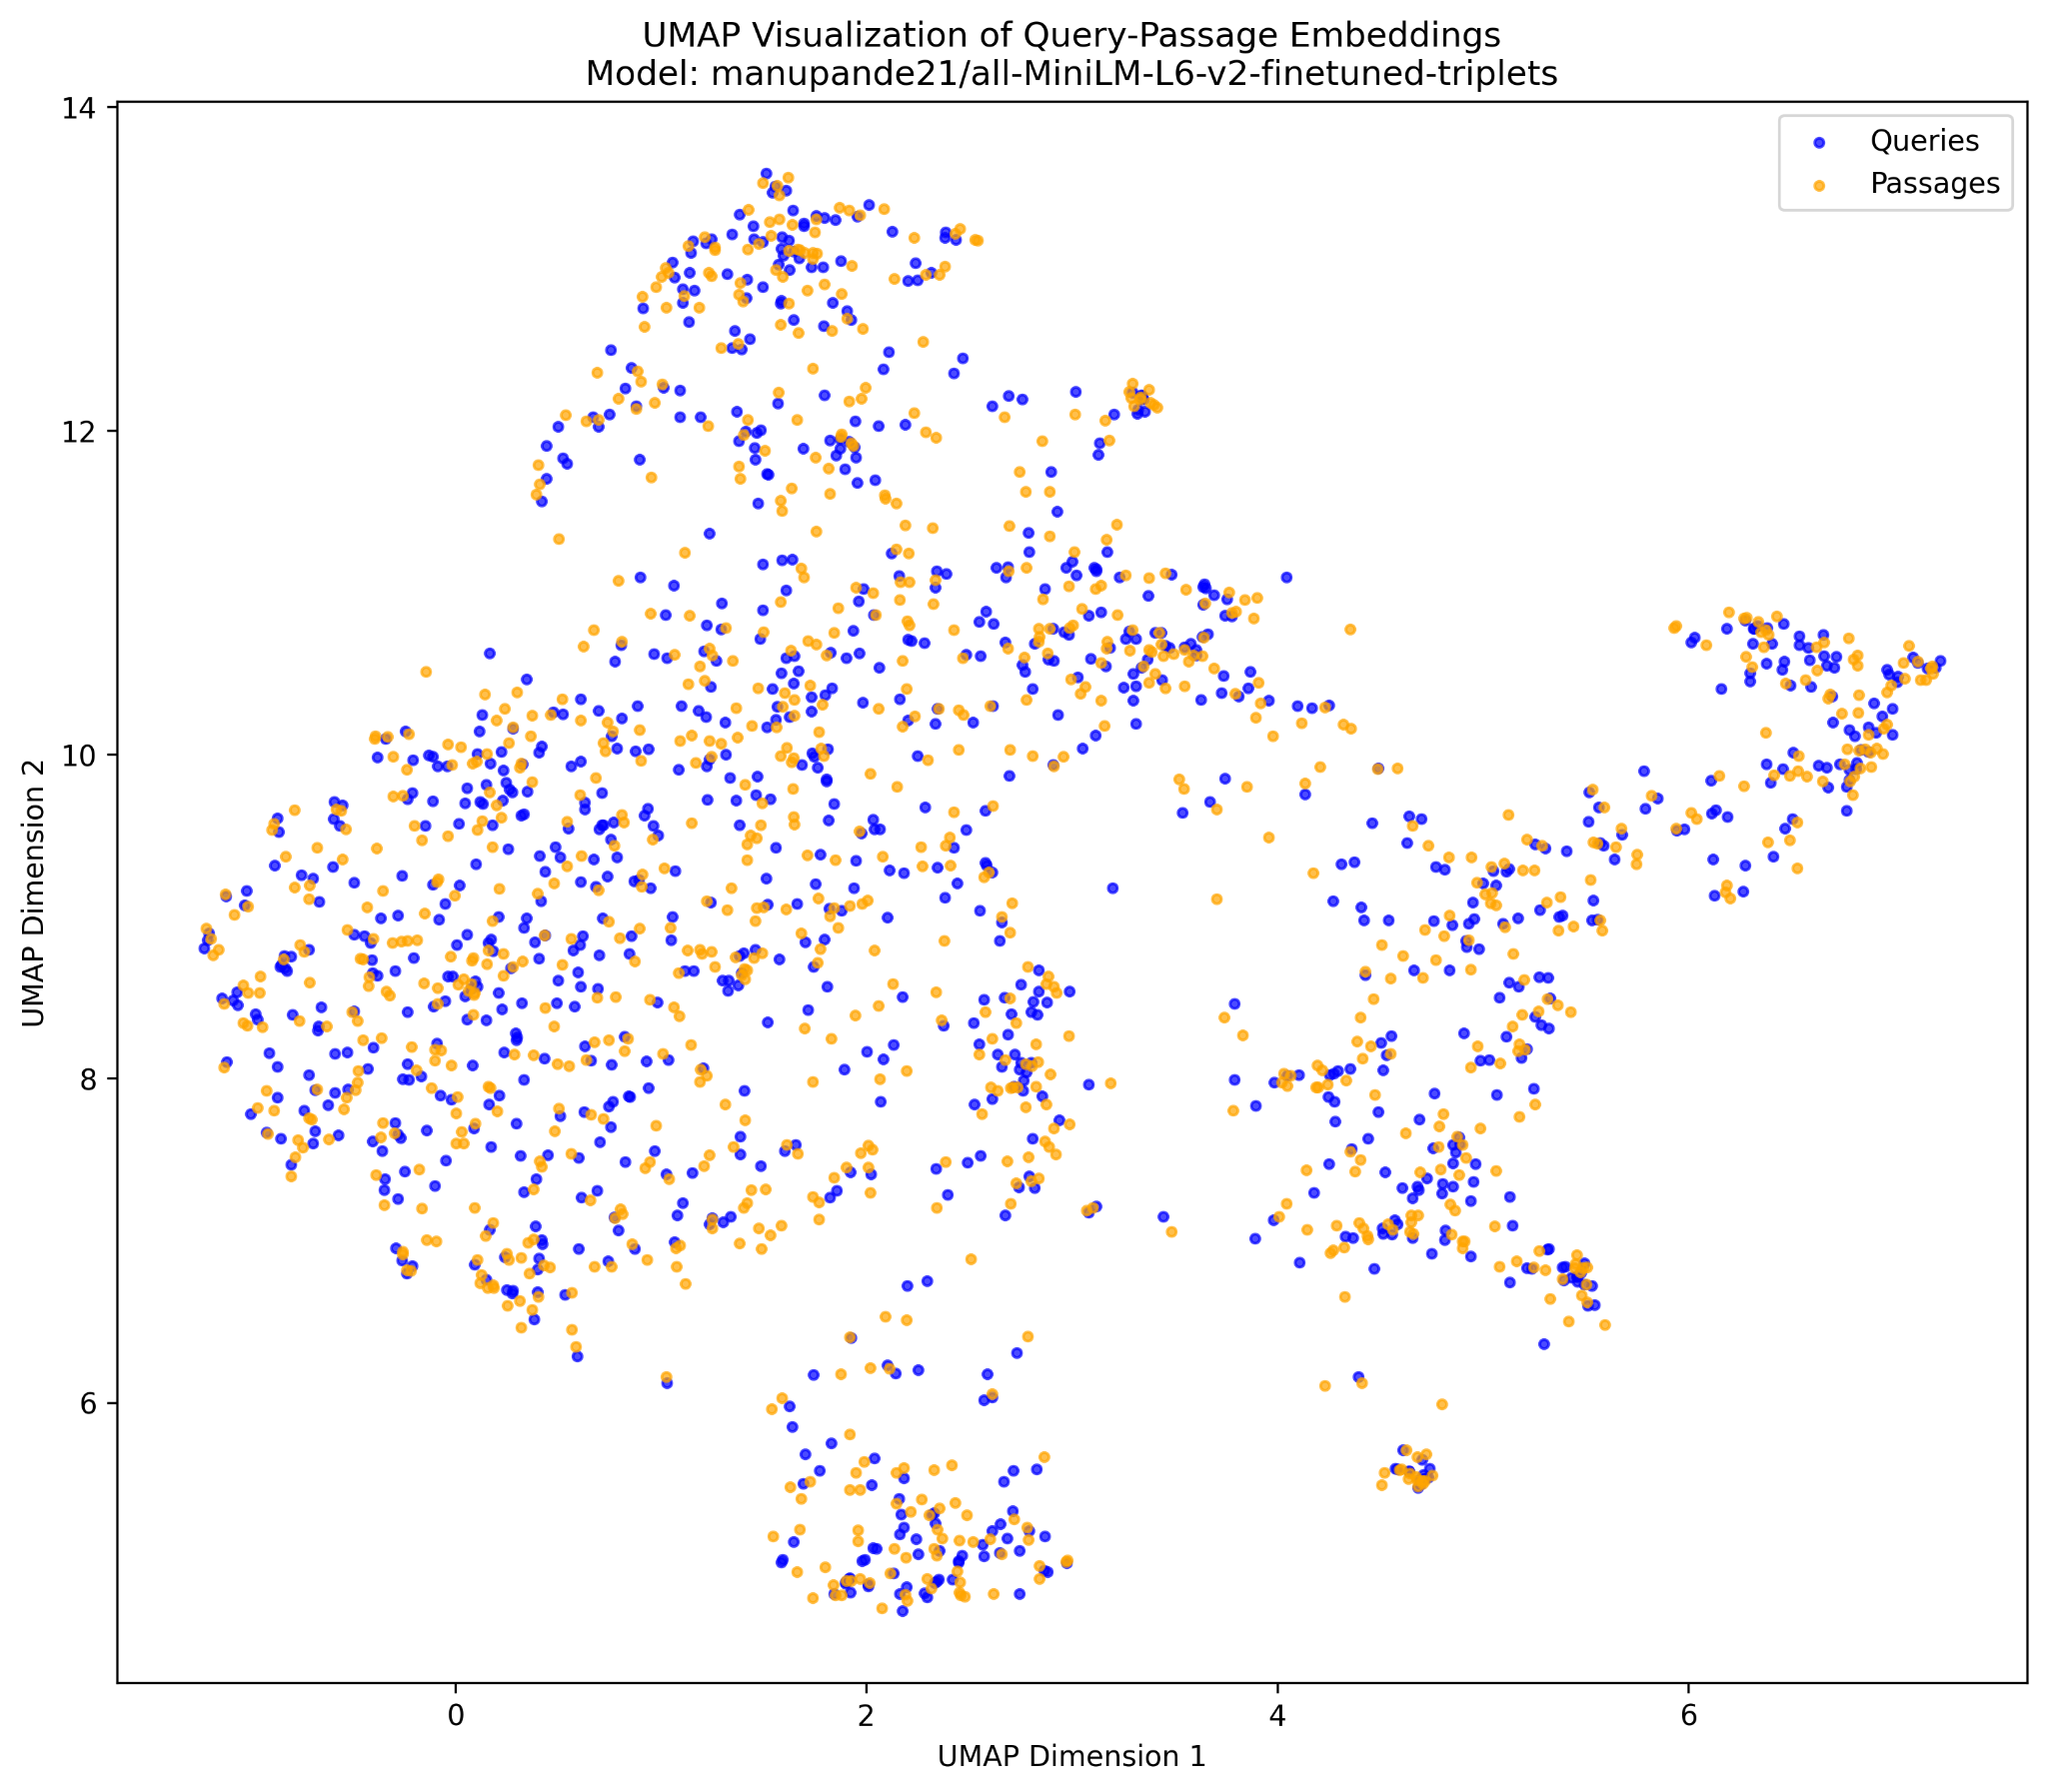 UMAP Visualization of Query-Passage Embeddings
Model: manupande21/all-MiniLM-L6-v2-finetuned-triplets
Queries
Passages
14
12
10
8
6
UMAP Dimension 2
0
2
4
6
UMAP Dimension 1